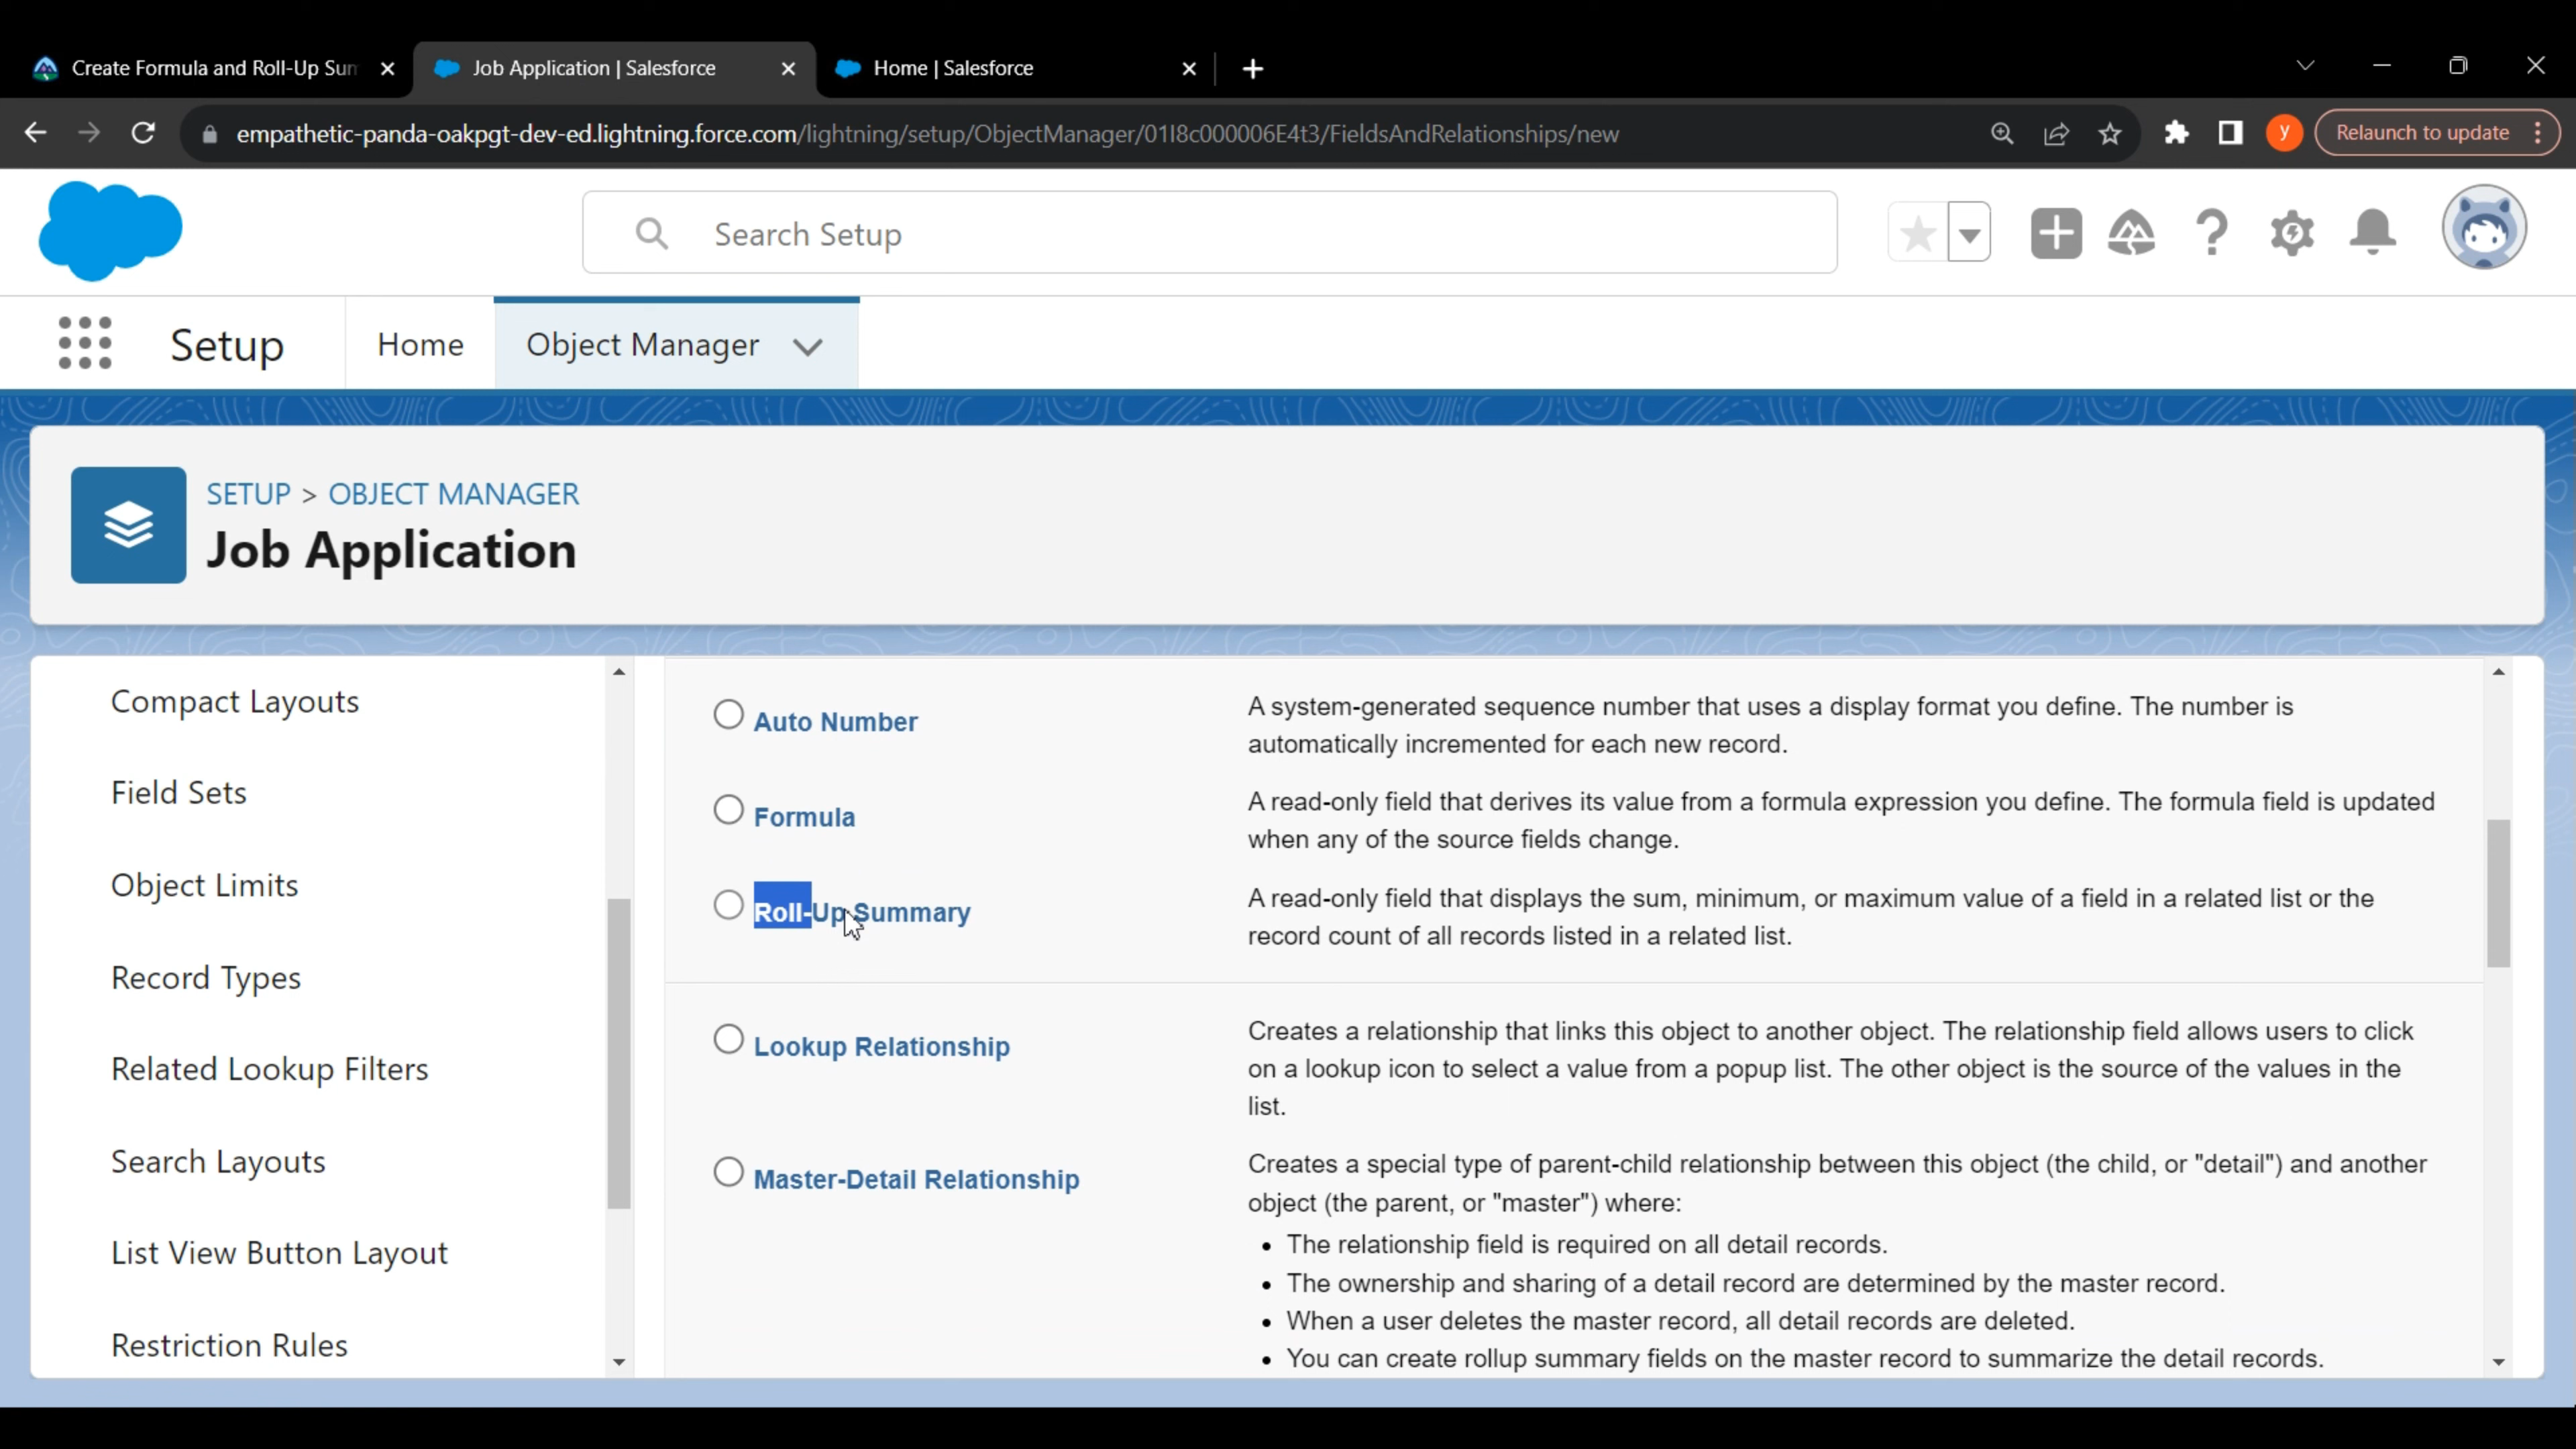 Create Formula and Roll-Up Sum
Job Application | Salesforce
Home | Salesforce
empathetic-panda-oakpgt-dev-ed.lightning.force.com/lightning/setup/ObjectManager/01I8c000006E4t3/FieldsAndRelationships/new
y
Relaunch to update
Search Setup
Setup
Home
Object Manager
SETUP > OBJECT MANAGER
Job Application
Compact Layouts
Field Sets
Object Limits
Record Types
Related Lookup Filters
Search Layouts
List View Button Layout
Restriction Rules
Auto Number
A system-generated sequence number that uses a display format you define. The number is
automatically incremented for each new record.
Formula
A read-only field that derives its value from a formula expression you define. The formula field is updated
when any of the source fields change.
Roll-Up Summary
A read-only field that displays the sum, minimum, or maximum value of a field in a related list or the
record count of all records listed in a related list.
Lookup Relationship
Creates a relationship that links this object to another object. The relationship field allows users to click
on a lookup icon to select a value from a popup list. The other object is the source of the values in the
list.
Master-Detail Relationship
Creates a special type of parent-child relationship between this object (the child, or "detail") and another
object (the parent, or "master") where:
• The relationship field is required on all detail records.
• The ownership and sharing of a detail record are determined by the master record.
• When a user deletes the master record, all detail records are deleted.
• You can create rollup summary fields on the master record to summarize the detail records.